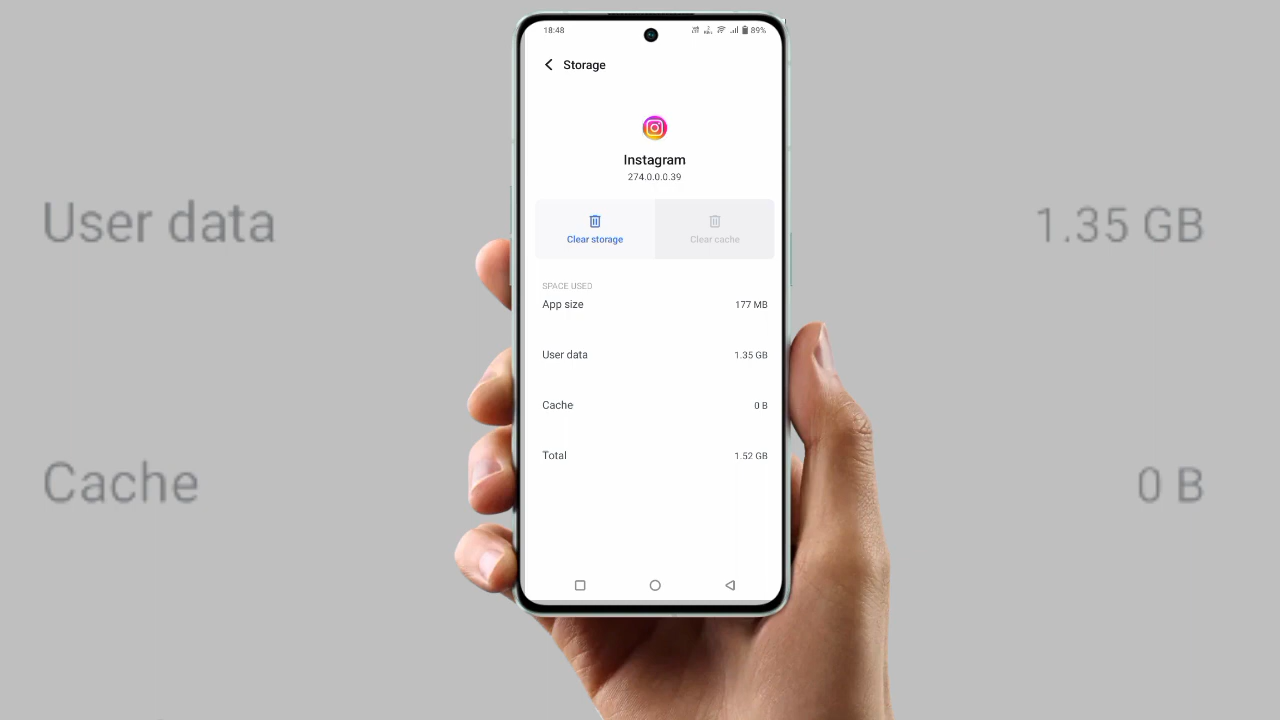 18:48
89%
Storage
Instagram
274.0.0.0.39
Clear storage
Clear cache
SPACE USED
App size
177 MB
User data
1.35 GB
Cache
0 B
Total
1.52 GB
User data
1.35 GB
Cache
0 B